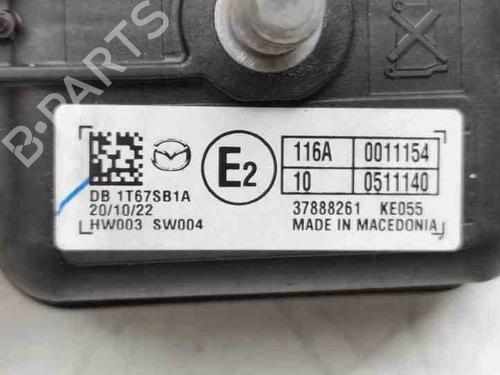 B-PARTS
E2
116A 0011154
10 0511140
DB 1T67SB1A
20/10/22
HW003 SW004
37888261 KE055
MADE IN MACEDONIA